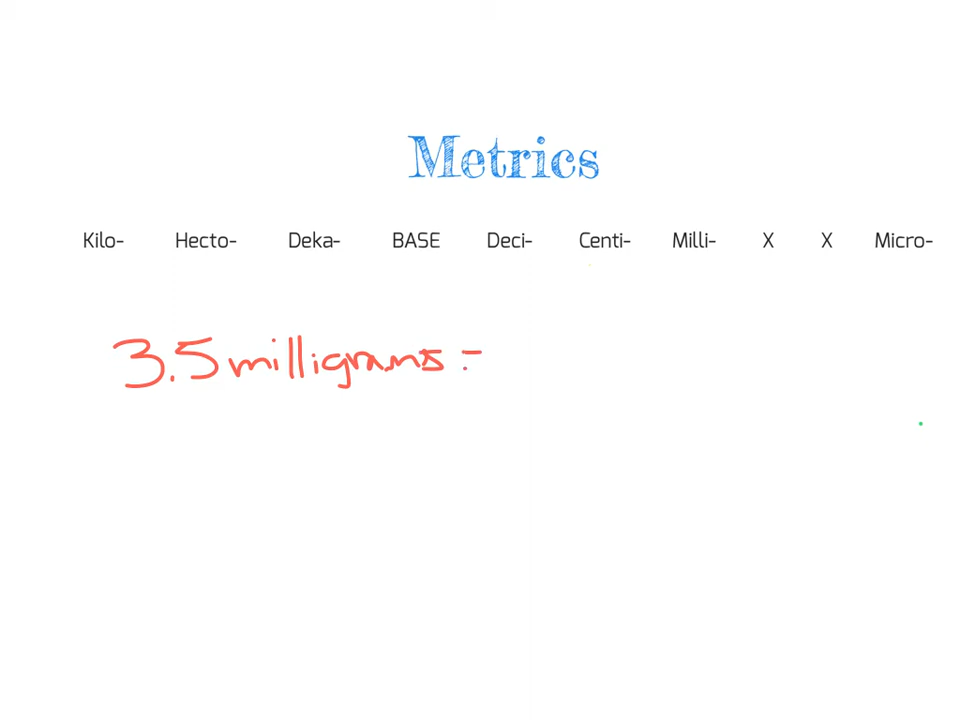 Metrics
Kilo- Hecto- Deka- BASE Deci- Centi- Milli- X X Micro-
3.5 milligrams =